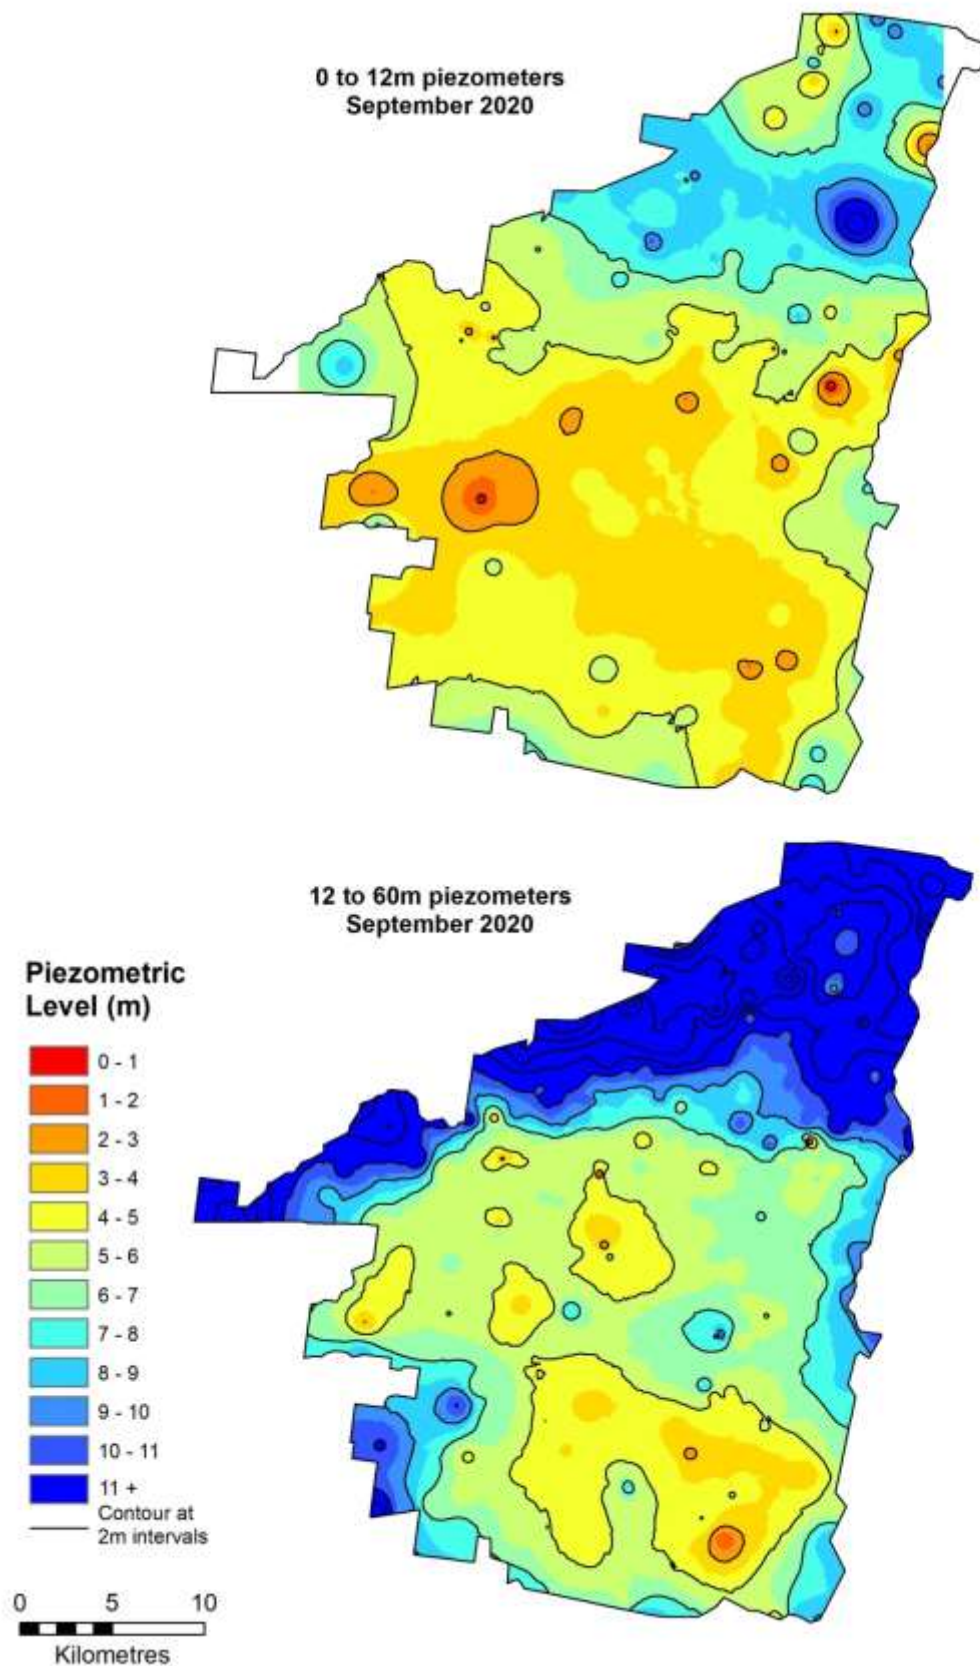 0 to 12m piezometers
September 2020
12 to 60m piezometers
September 2020
Piezometric
Level (m)
0 - 1
1 - 2
2 - 3
3 - 4
4 - 5
5 - 6
6 - 7
7 - 8
8 - 9
9 - 10
10 - 11
11 +
Contour at
2m intervals
0 5 10
Kilometres